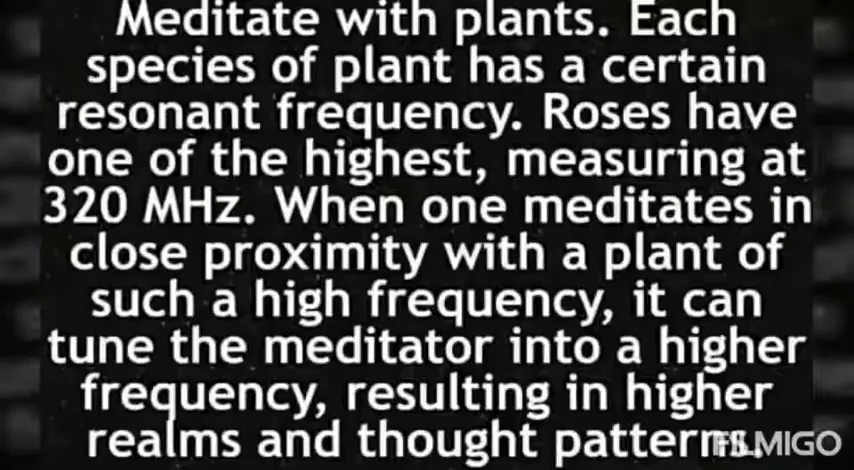 Meditate with plants. Each
species of plant has a certain
resonant frequency. Roses have
one of the highest, measuring at
320 MHz. When one meditates in
close proximity with a plant of
such a high frequency, it can
tune the meditator into a higher
frequency, resulting in higher
realms and thought patterns.
FILMIGO